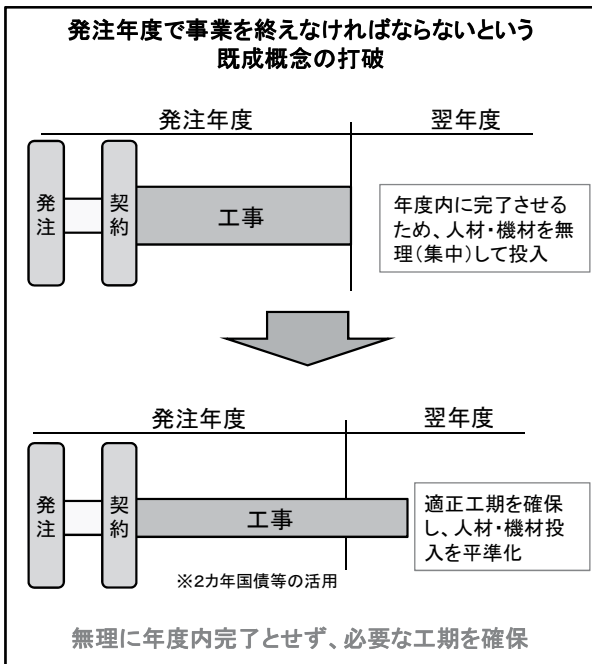 発注年度で事業を終えなければならないという
既成概念の打破
発注年度
翌年度
発注
契約
工事
年度内に完了させる
ため、人材・機材を無
理(集中)して投入
発注年度
翌年度
発注
契約
工事
適正工期を確保
し、人材・機材投
入を平準化
※2カ年国債等の活用
無理に年度内完了とせず、必要な工期を確保